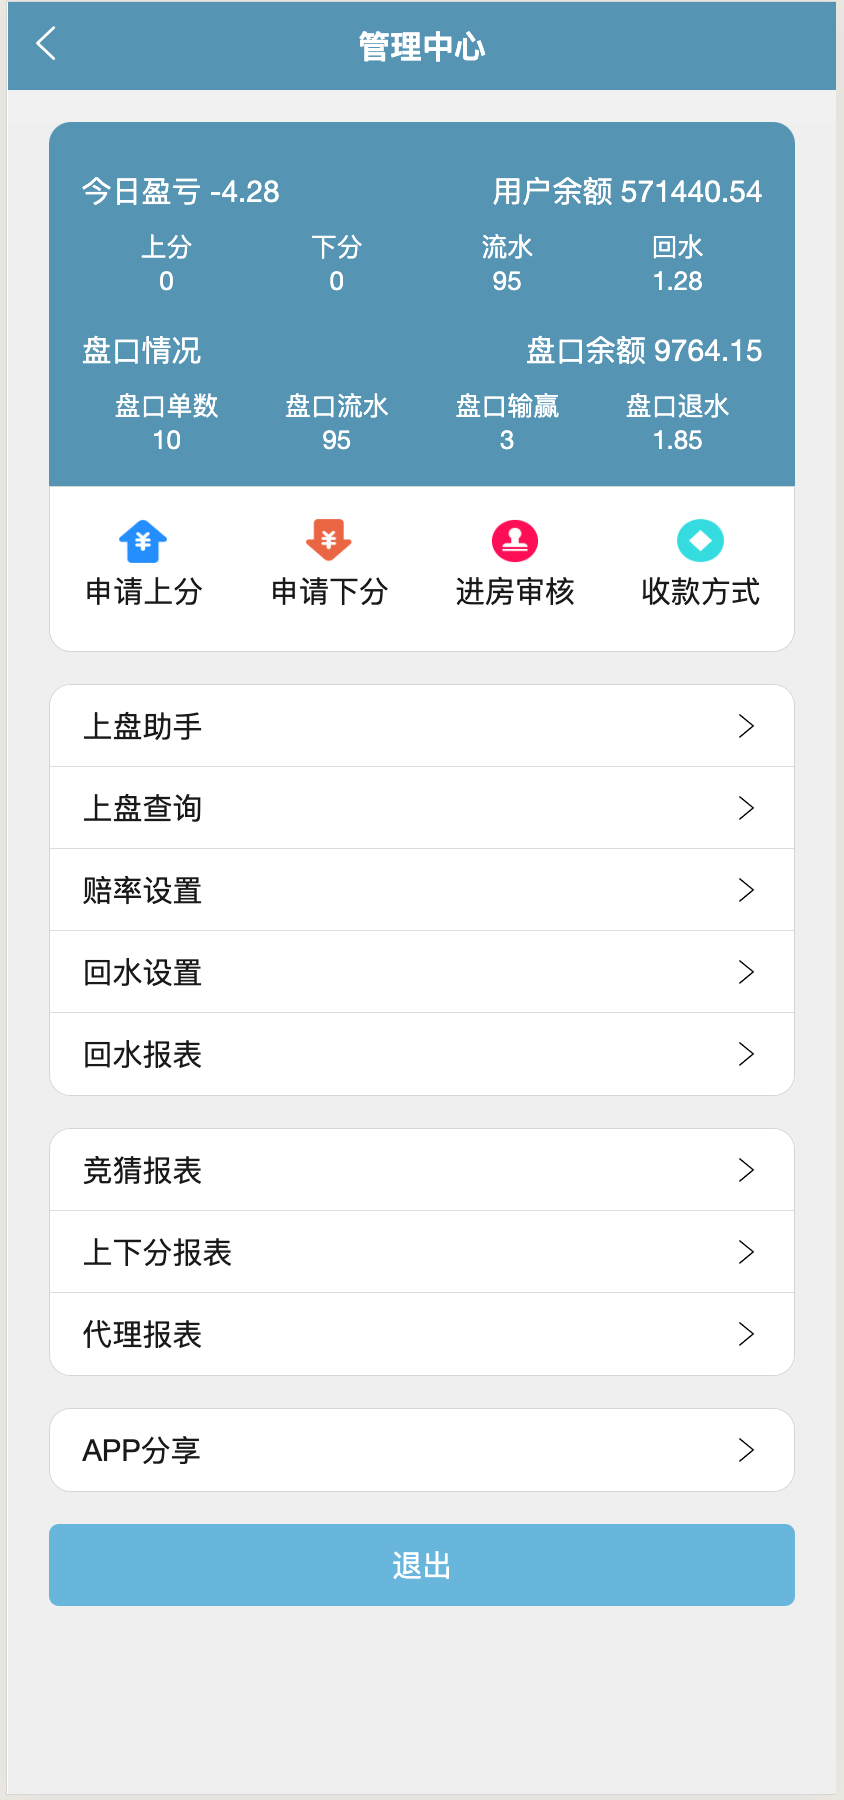 管理中心
今日盈亏 -4.28 用户余额 571440.54
上分 下分 流水 回水
0 0 95 1.28
盘口情况 盘口余额 9764.15
盘口单数 盘口流水 盘口输赢 盘口退水
10 95 3 1.85
申请上分 申请下分 进房审核 收款方式
上盘助手
上盘查询
赔率设置
回水设置
回水报表
竞猜报表
上下分报表
代理报表
APP分享
退出